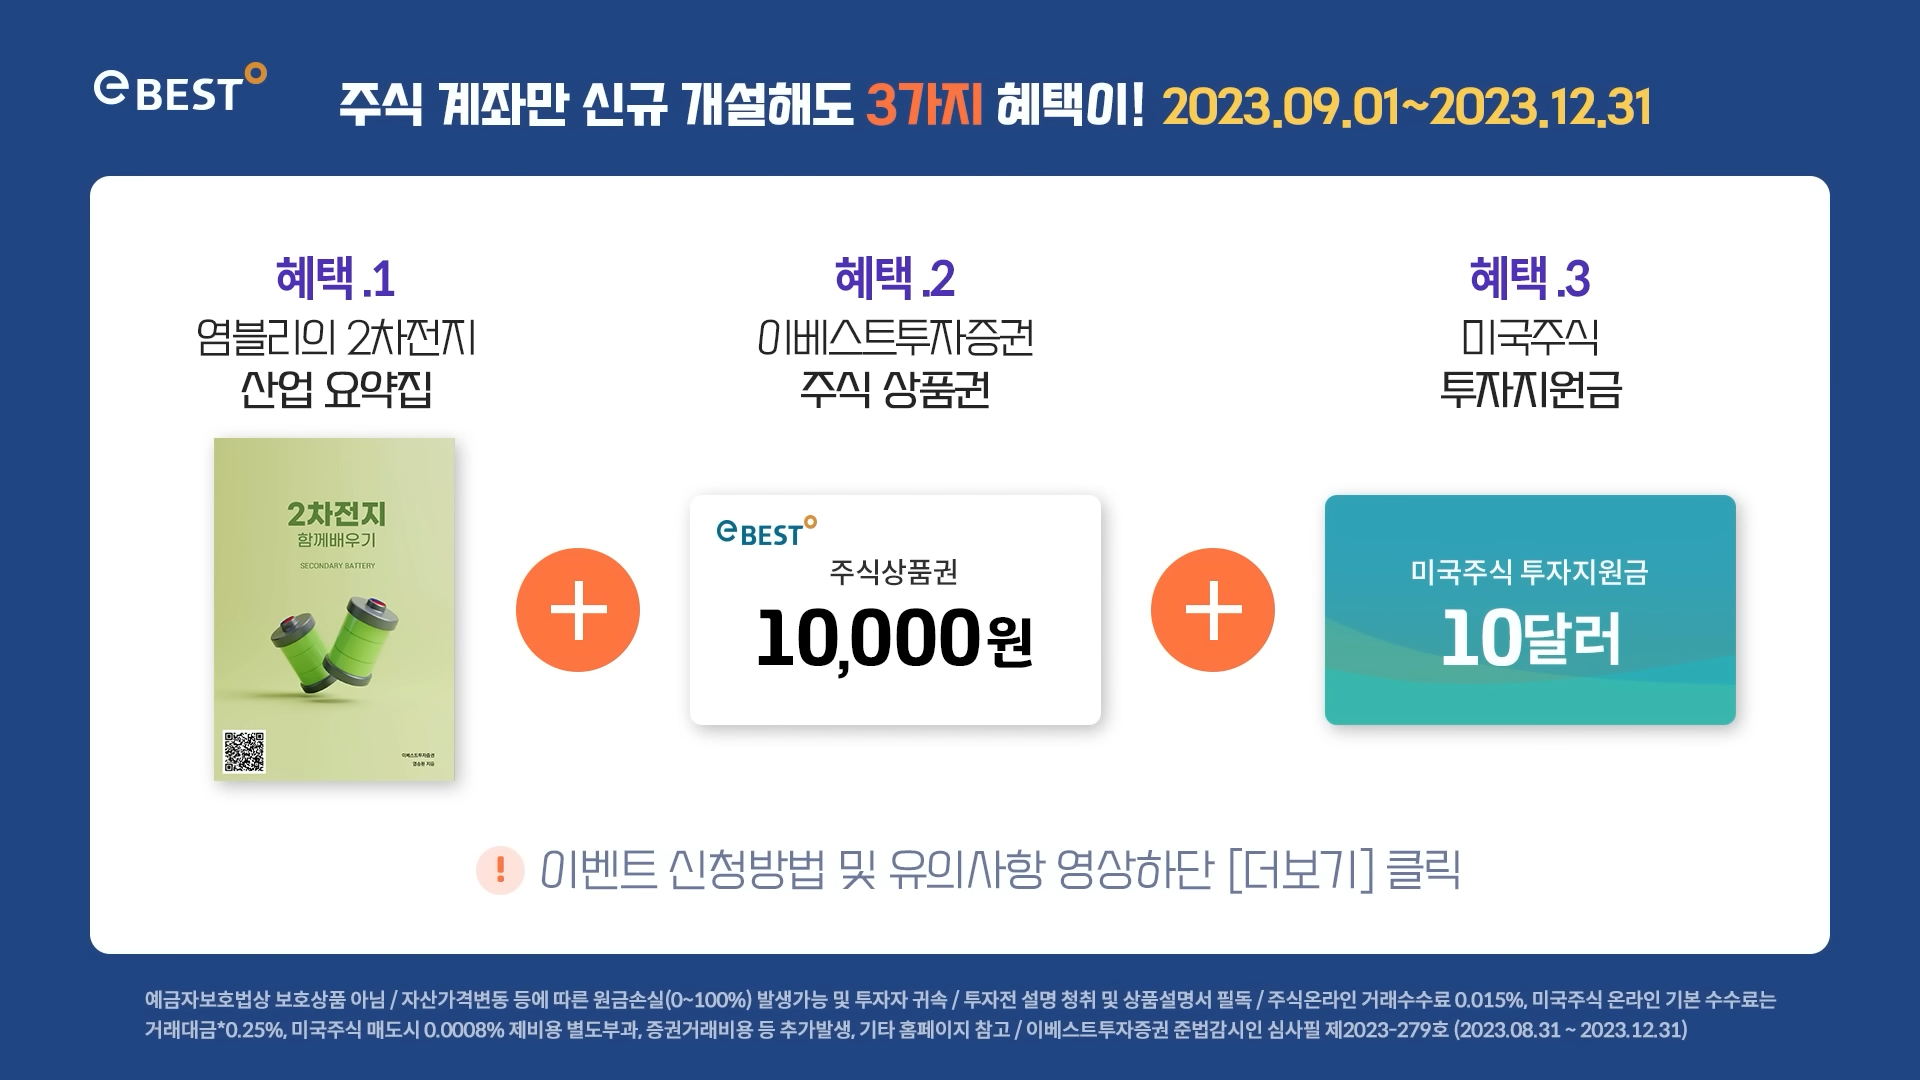 eBEST
주식 계좌만 신규 개설해도 3가지 혜택이! 2023.09.01~2023.12.31
혜택.1
염블리의 2차전지
산업 요약집
2차전지
함께배우기
SECONDARY BATTERY
이베스트투자증권
염승환 지음
혜택.2
이베스트투자증권
주식 상품권
eBEST
주식상품권
10,000원
혜택.3
미국주식
투자지원금
미국주식 투자지원금
10달러
! 이벤트 신청방법 및 유의사항 영상하단 [더보기] 클릭
예금자보호법상 보호상품 아님 / 자산가격변동 등에 따른 원금손실(0~100%) 발생가능 및 투자자 귀속 / 투자전 설명 청취 및 상품설명서 필독 / 주식온라인 거래수수료 0.015%, 미국주식 온라인 기본 수수료는
거래대금*0.25%, 미국주식 매도시 0.0008% 제비용 별도부과, 증권거래비용 등 추가발생, 기타 홈페이지 참고 / 이베스트투자증권 준법감시인 심사필 제2023-279호 (2023.08.31 ~ 2023.12.31)